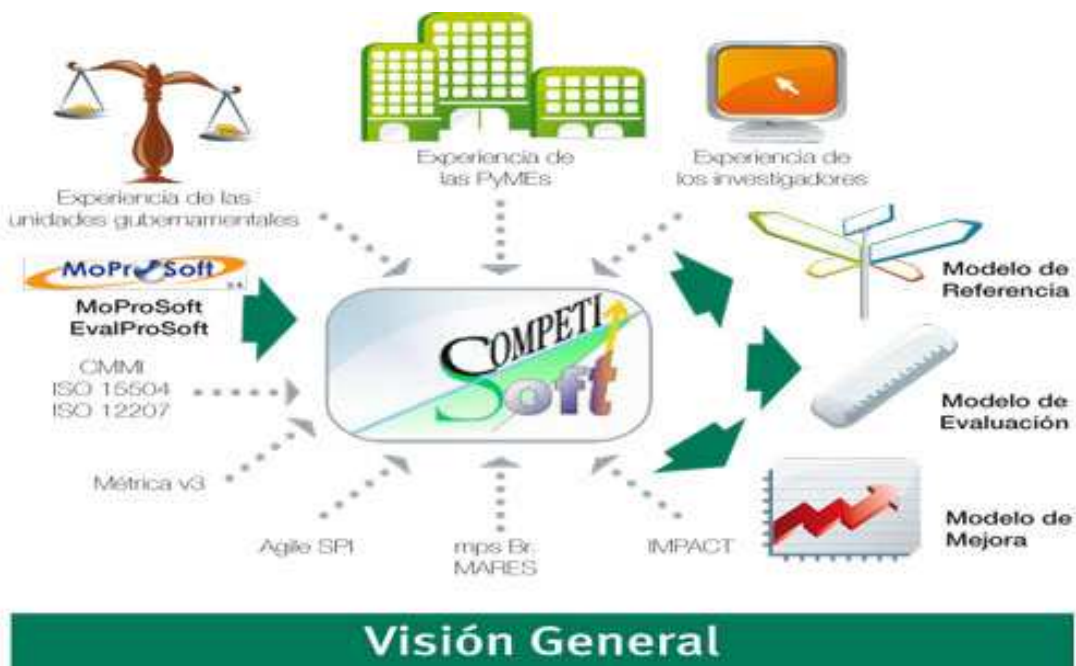 Experiencia de las
unidades gubernamentales
Experiencia de
las PyMEs
Experiencia de
los investigadores
MoProSoft
MoProSoft
EvalProSoft
CMMI
ISO 15504
ISO 12207
Métrica v3
Agile SPI
mps Br.
MARES
IMPACT
COMPETI
Soft
Modelo de
Referencia
Modelo de
Evaluación
Modelo de
Mejora
Visión General